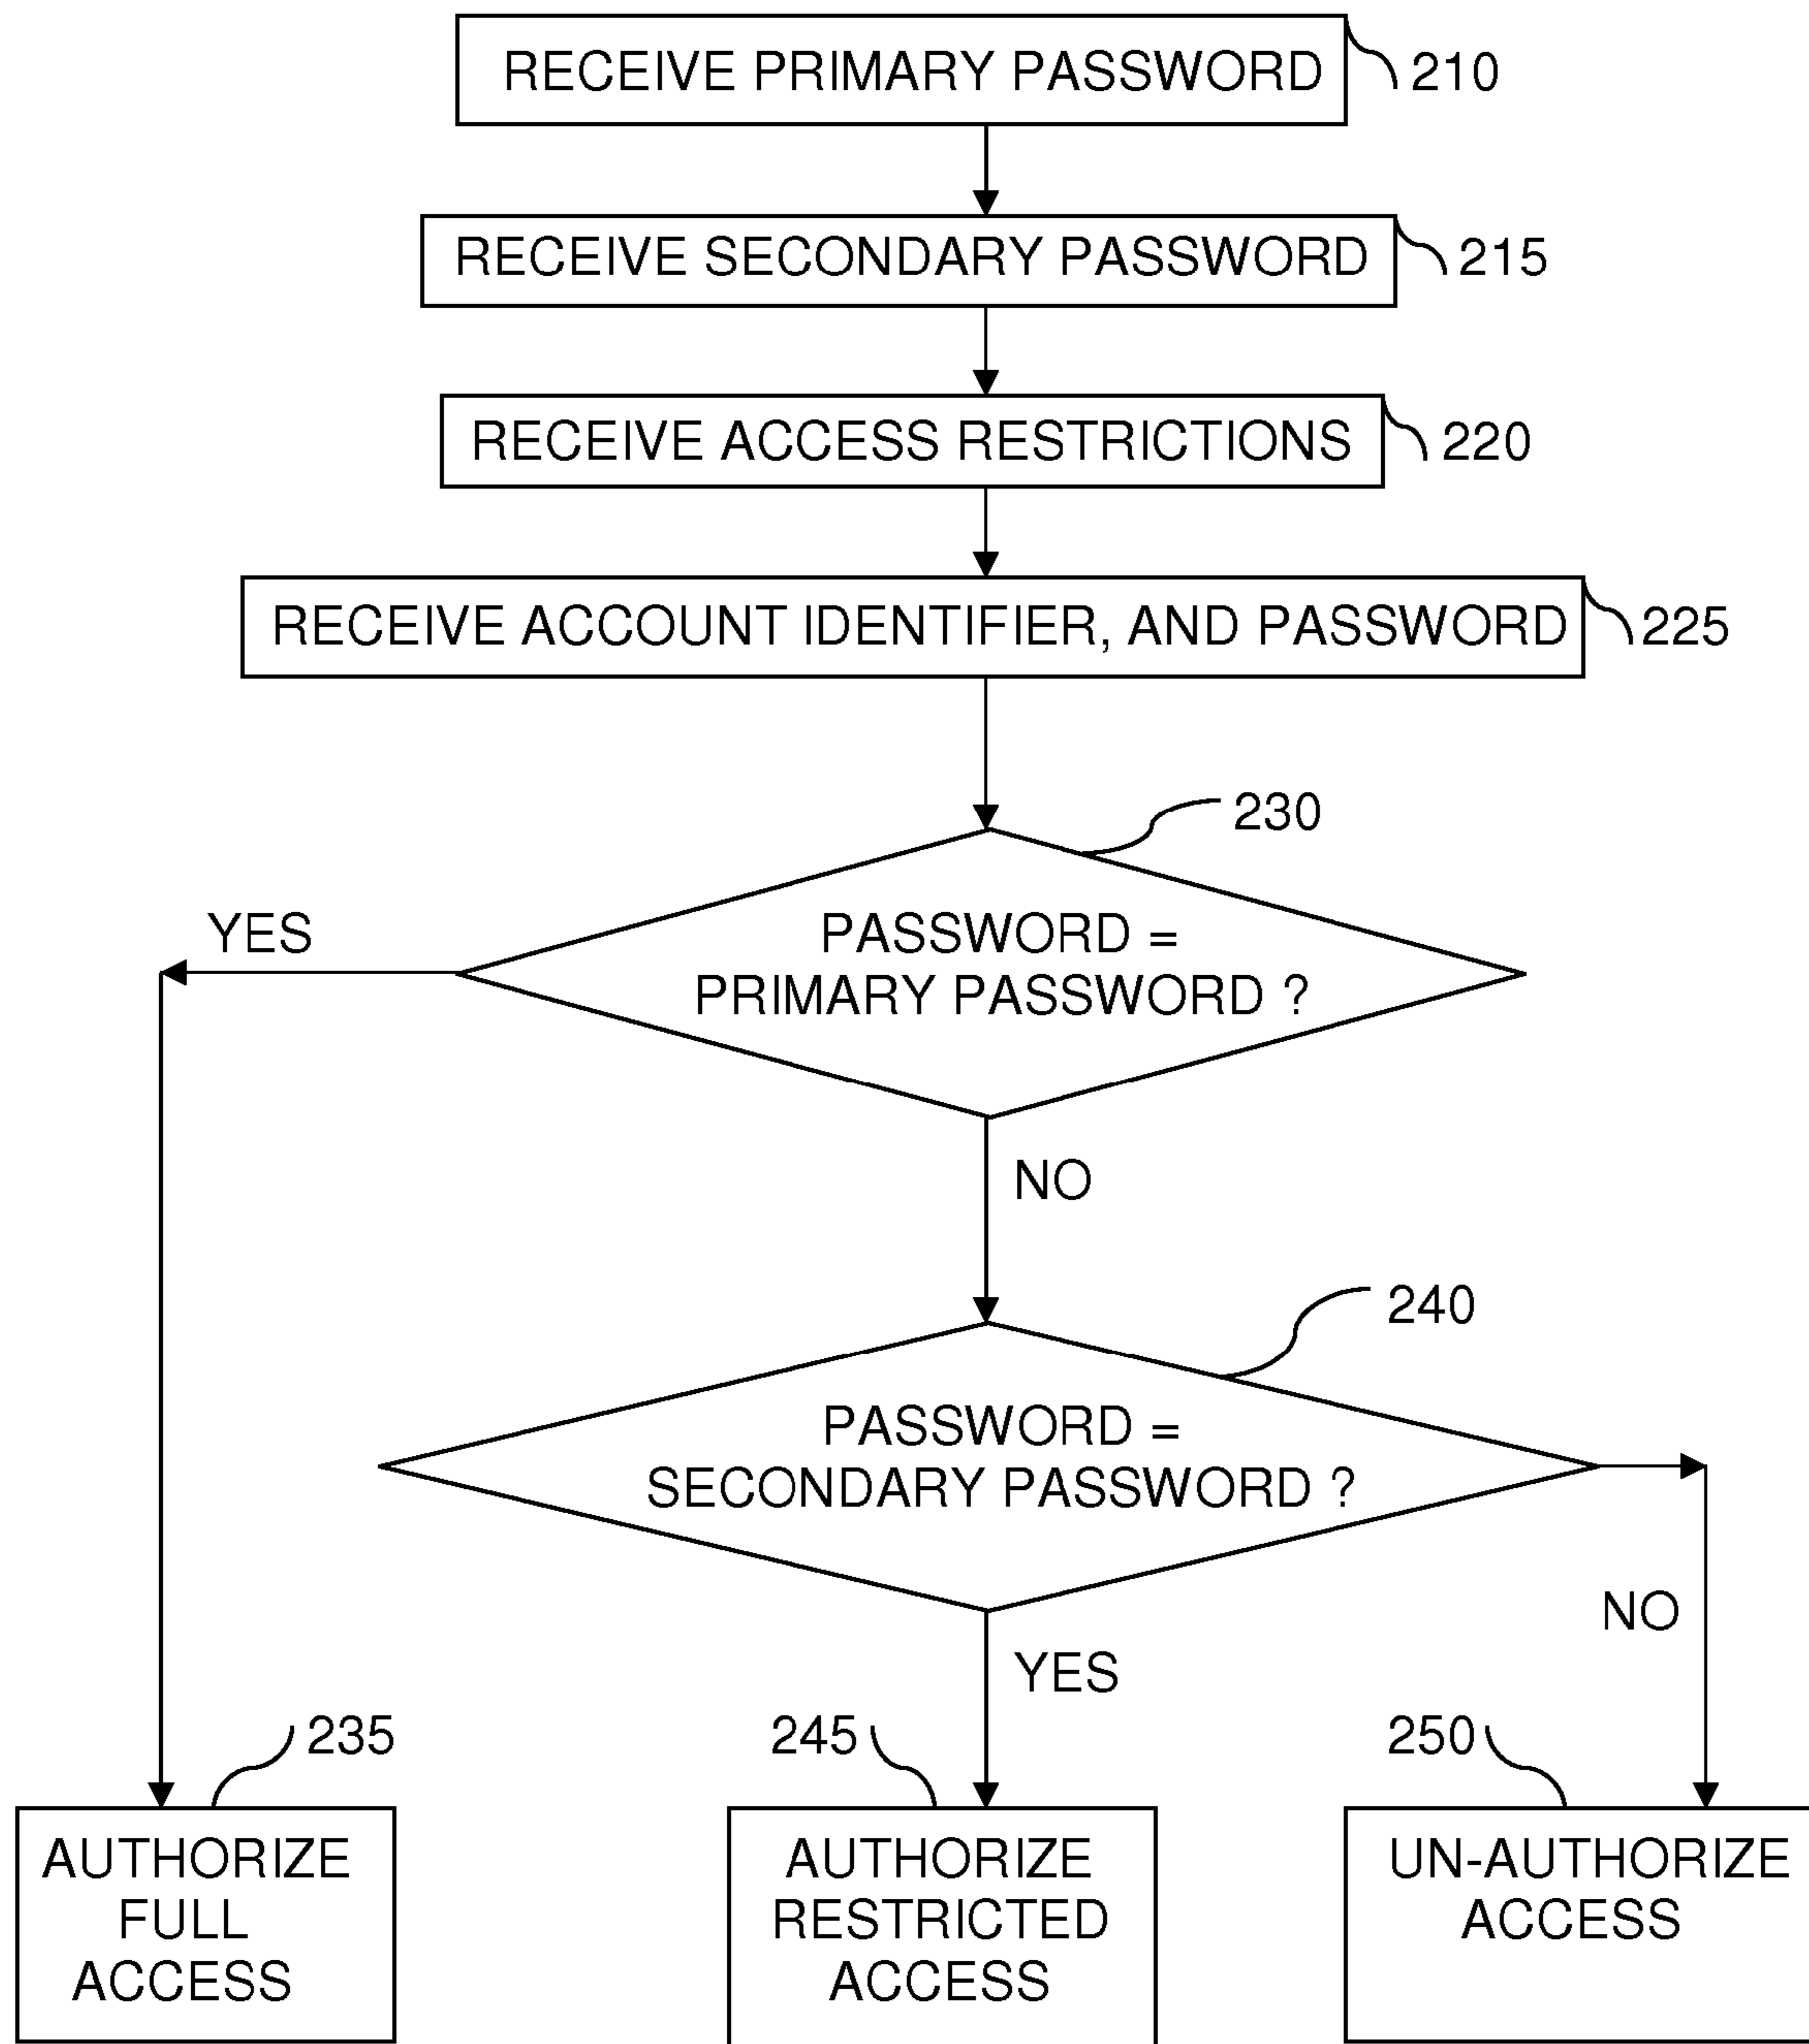 RECEIVE PRIMARY PASSWORD 210
RECEIVE SECONDARY PASSWORD 215
RECEIVE ACCESS RESTRICTIONS 220
RECEIVE ACCOUNT IDENTIFIER, AND PASSWORD 225
230
PASSWORD =
PRIMARY PASSWORD ?
YES
NO
240
PASSWORD =
SECONDARY PASSWORD ?
NO
YES
235
245
250
AUTHORIZE
FULL
ACCESS
AUTHORIZE
RESTRICTED
ACCESS
UN-AUTHORIZE
ACCESS